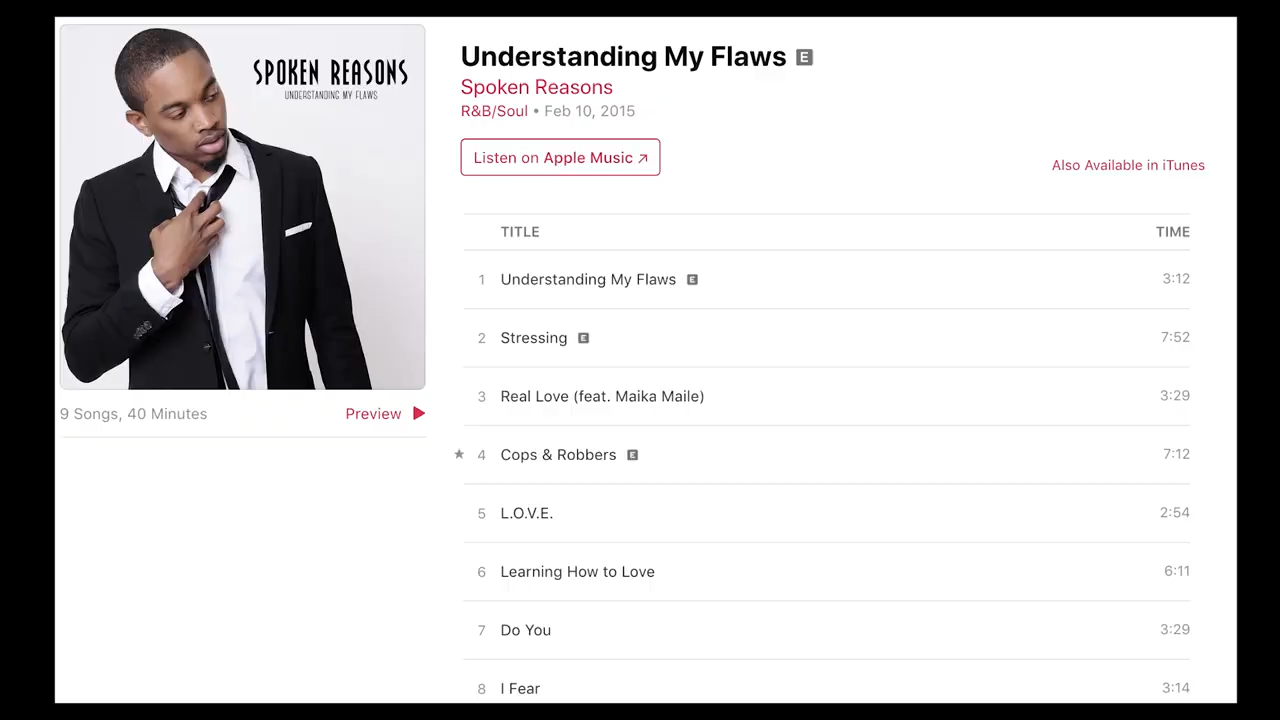 SPOKEN REASONS
UNDERSTANDING MY FLAWS
9 Songs, 40 Minutes
Preview
Understanding My Flaws E
Spoken Reasons
R&B/Soul • Feb 10, 2015
Listen on Apple Music ↗
Also Available in iTunes
TITLE TIME
1 Understanding My Flaws E 3:12
2 Stressing E 7:52
3 Real Love (feat. Maika Maile) 3:29
★ 4 Cops & Robbers E 7:12
5 L.O.V.E. 2:54
6 Learning How to Love 6:11
7 Do You 3:29
8 I Fear 3:14